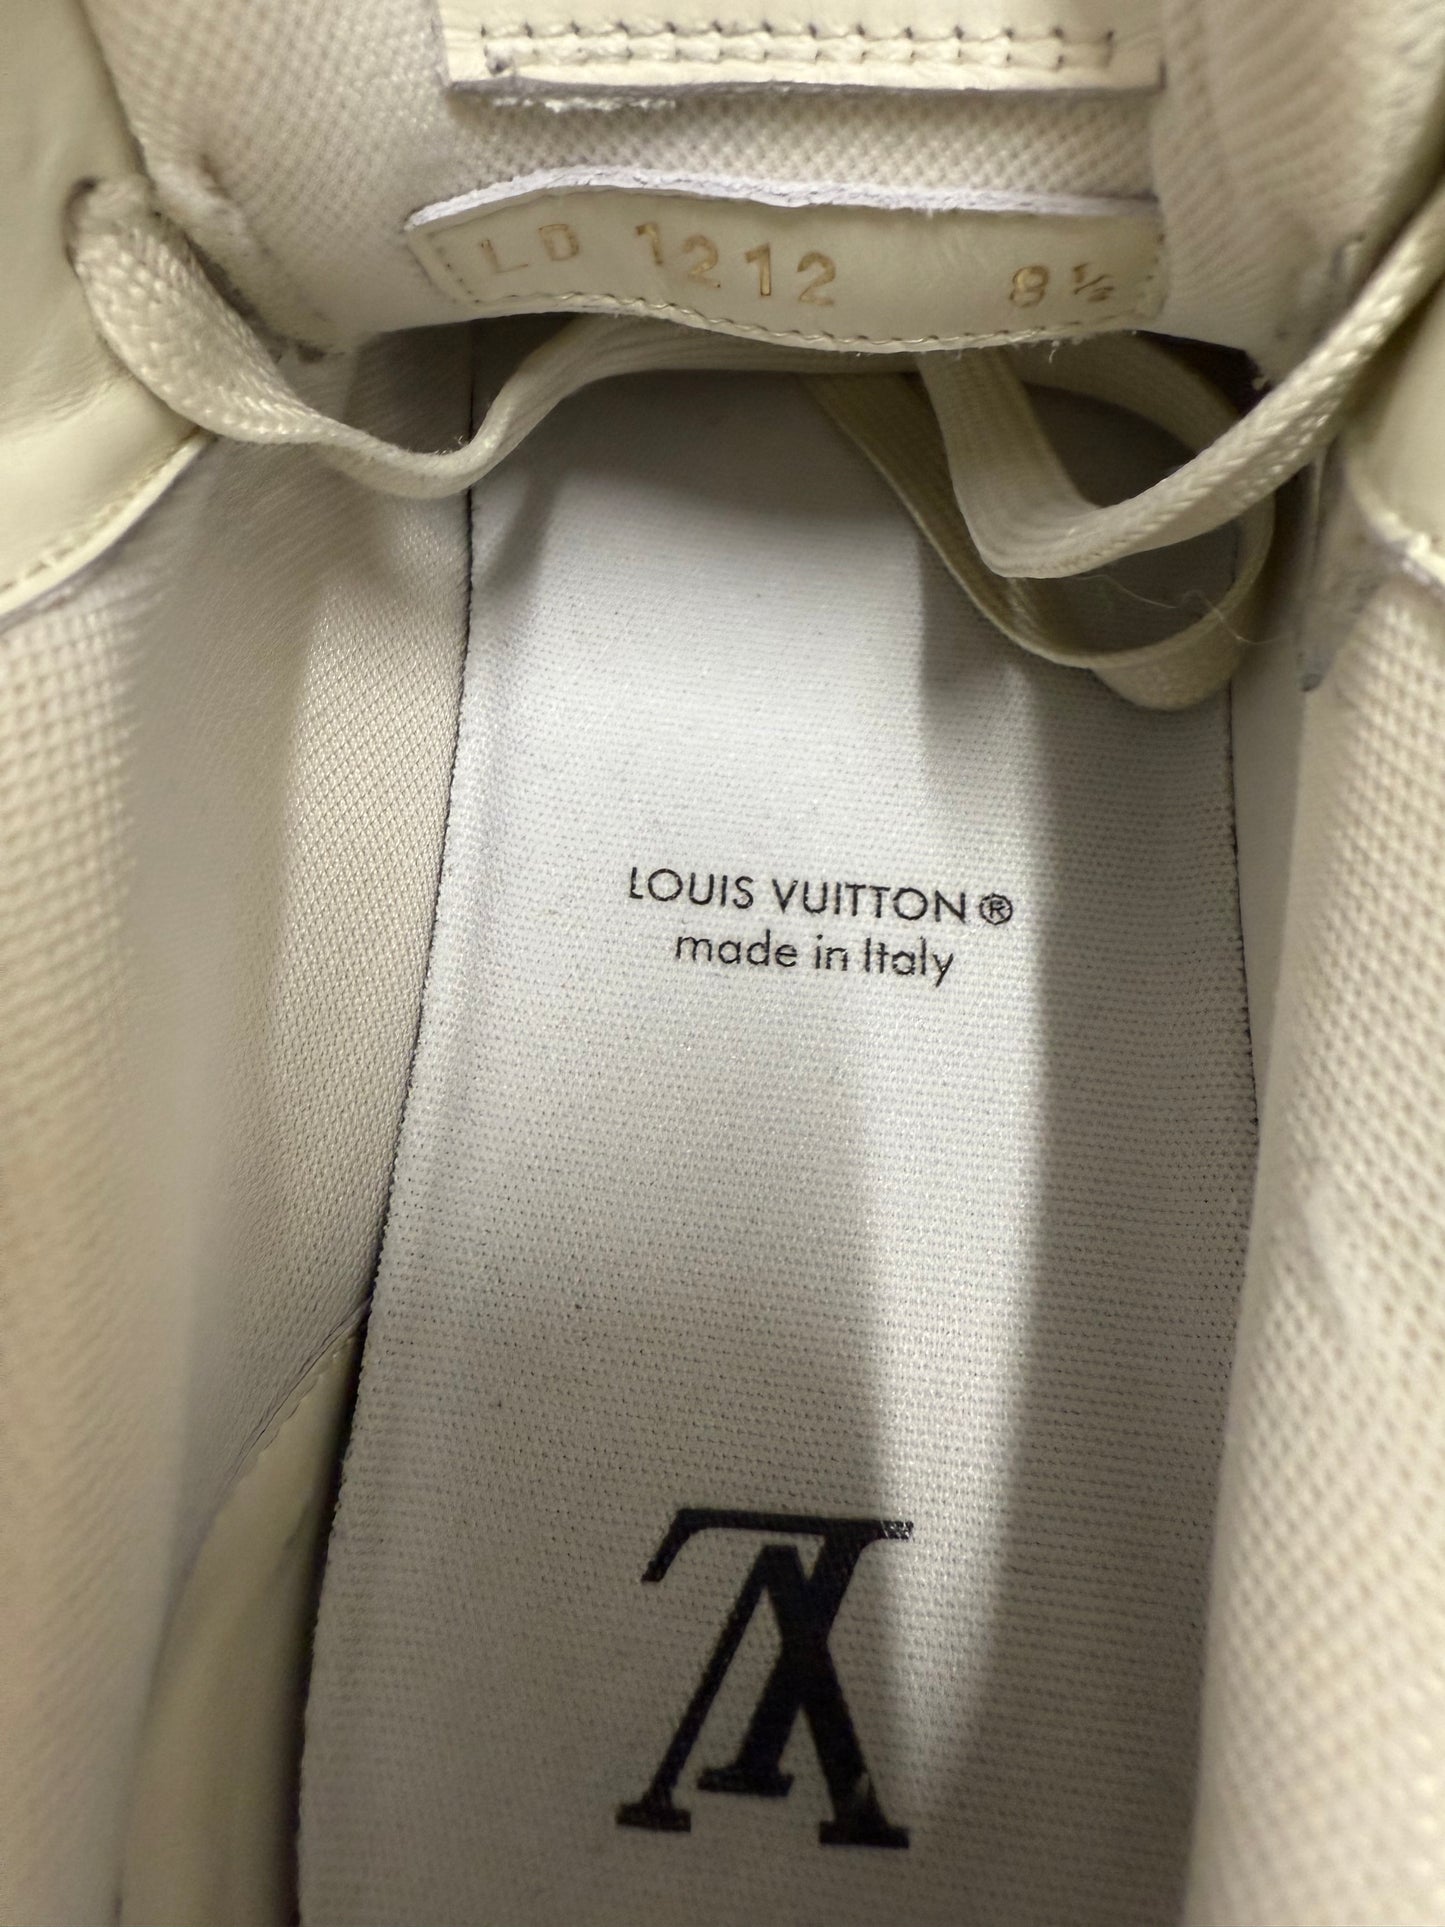 LD 1212 8½
LOUIS VUITTON®
made in Italy
LV